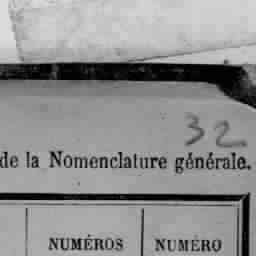 32
de la Nomenclature générale.
NUMÉROS NUMÉRO